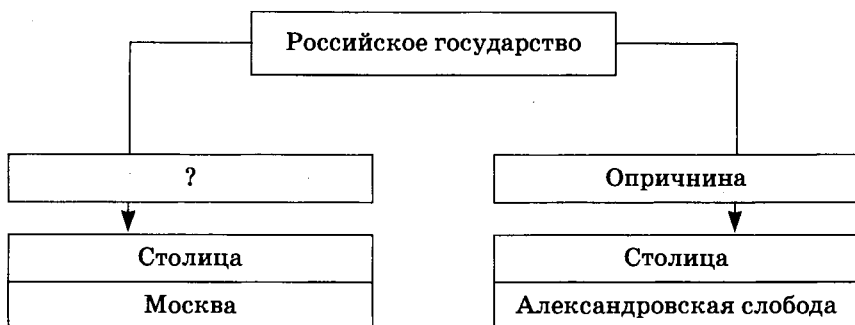 Российское государство
?
Опричнина
Столица
Столица
Москва
Александровская слобода